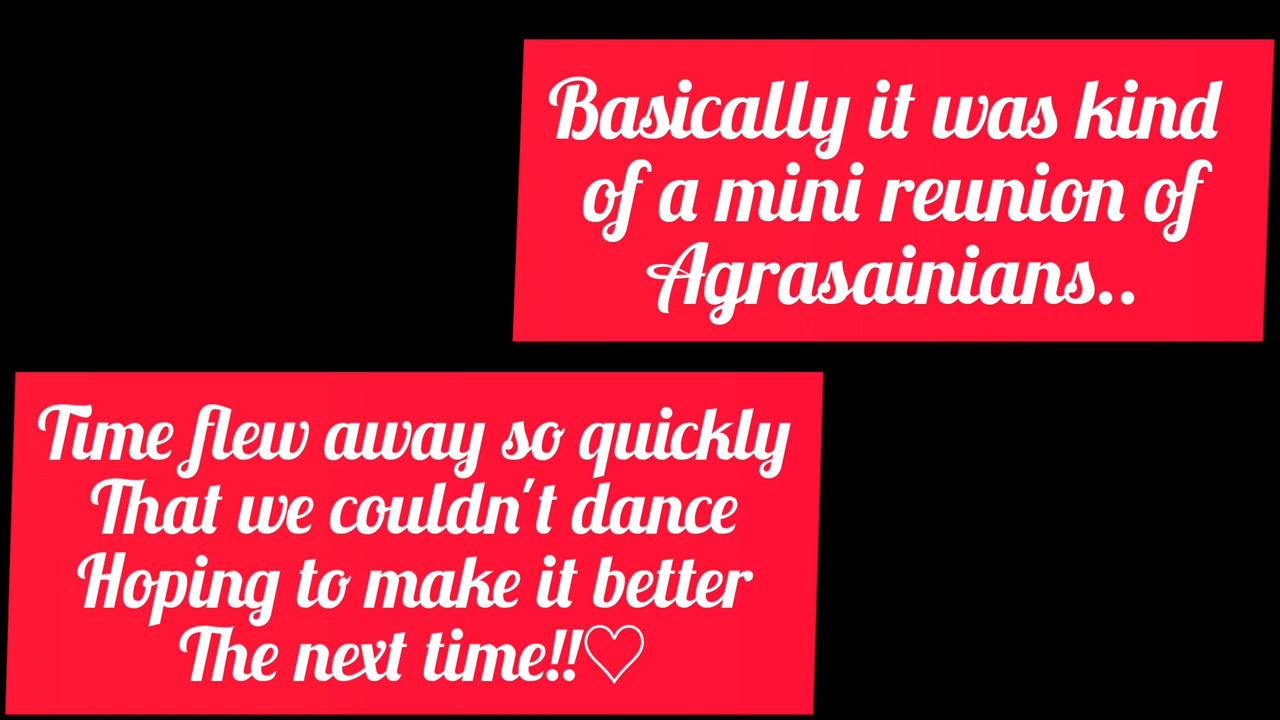 Basically it was kind
of a mini reunion of
Agrasainians..
Time flew away so quickly
That we couldn't dance
Hoping to make it better
The next time!!♡